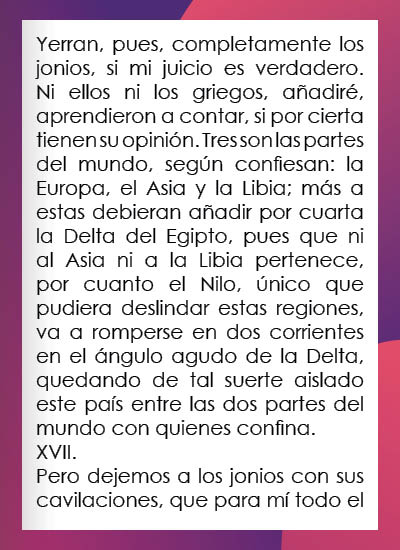 Yerran, pues, completamente los
jonios, si mi juicio es verdadero.
Ni ellos ni los griegos, añadiré,
aprendieron a contar, si por cierta
tienen su opinión. Tres son las partes
del mundo, según confiesan: la
Europa, el Asia y la Libia; más a
estas debieran añadir por cuarta
la Delta del Egipto, pues que ni
al Asia ni a la Libia pertenece,
por cuanto el Nilo, único que
pudiera deslindar estas regiones,
va a romperse en dos corrientes
en el ángulo agudo de la Delta,
quedando de tal suerte aislado
este país entre las dos partes del
mundo con quienes confina.
XVII.
Pero dejemos a los jonios con sus
cavilaciones, que para mí todo el